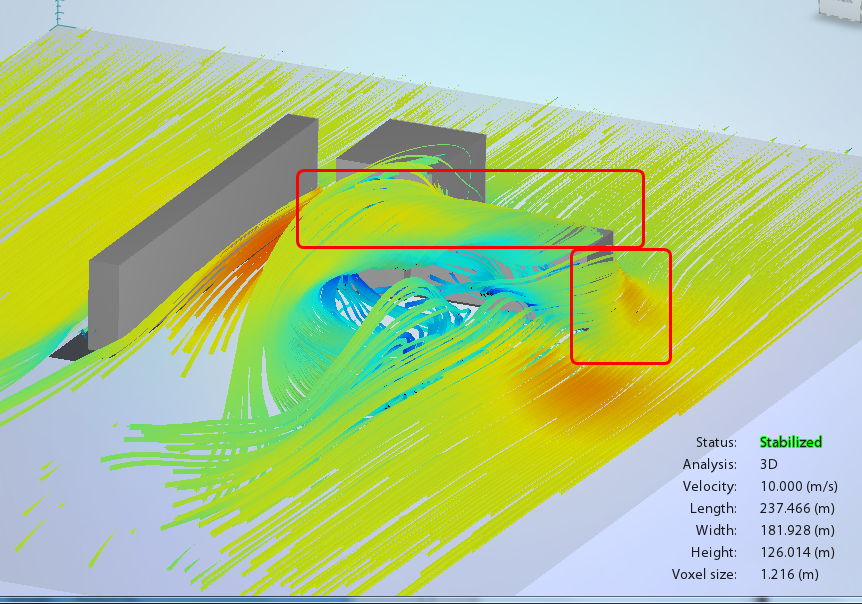 Status: Stabilized
Analysis: 3D
Velocity: 10.000 (m/s)
Length: 237.466 (m)
Width: 181.928 (m)
Height: 126.014 (m)
Voxel size: 1.216 (m)